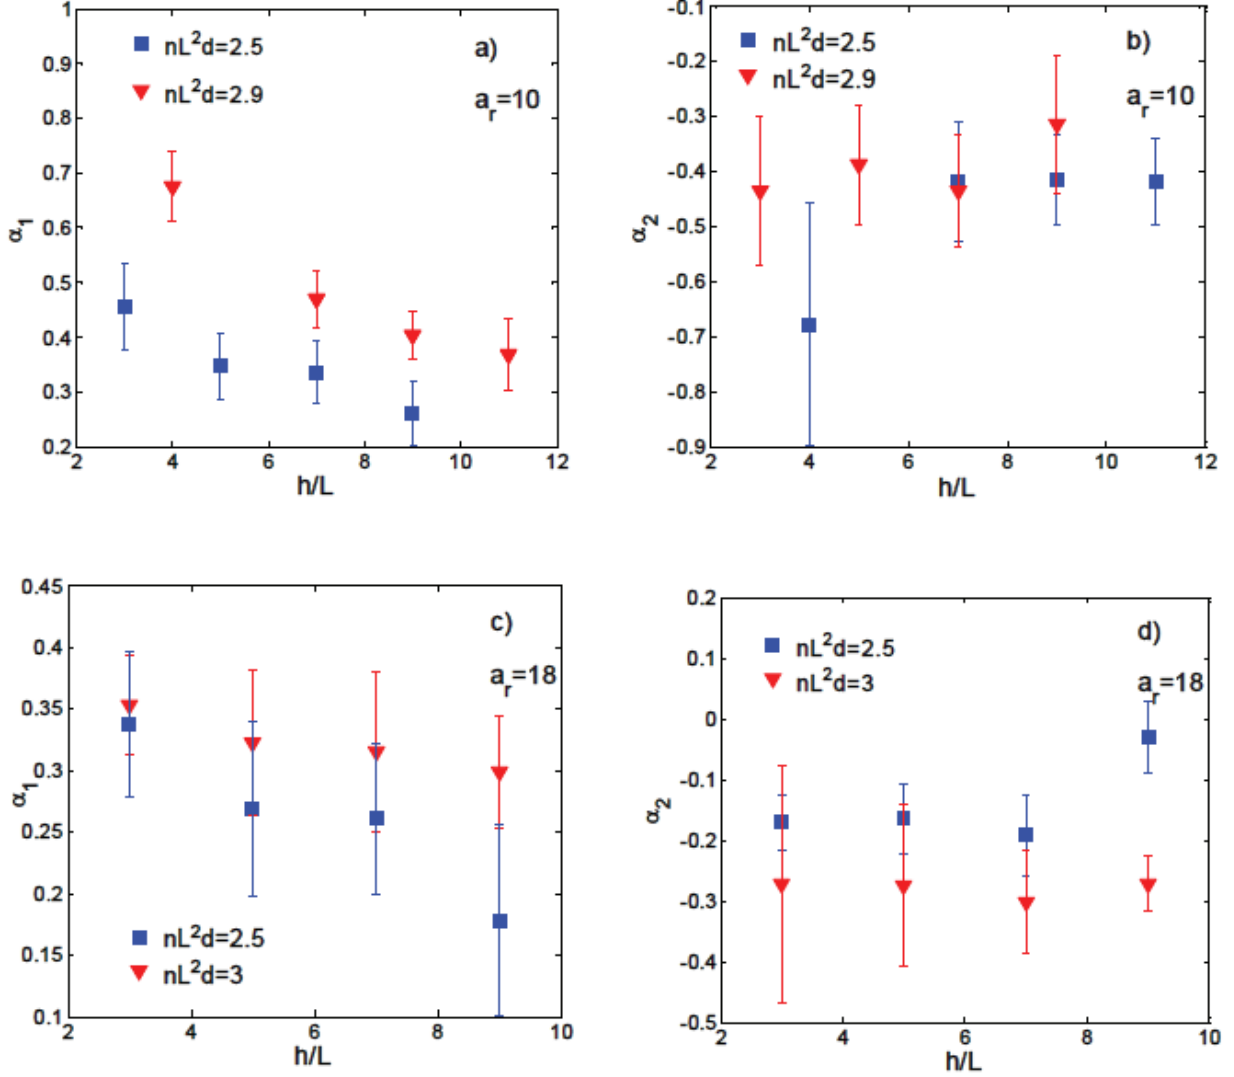 1
0.9
0.8
0.7
0.6
0.5
0.4
0.3
0.2
2
4
6
8
10
12
α₁
h/L
nL²d=2.5
nL²d=2.9
a)
aᵣ=10
-0.1
-0.2
-0.3
-0.4
-0.5
-0.6
-0.7
-0.8
-0.9
2
4
6
8
10
12
α₂
h/L
nL²d=2.5
nL²d=2.9
b)
aᵣ=10
0.45
0.4
0.35
0.3
0.25
0.2
0.15
0.1
2
4
6
8
10
α₁
h/L
c)
aᵣ=18
nL²d=2.5
nL²d=3
0.2
0.1
0
-0.1
-0.2
-0.3
-0.4
-0.5
2
4
6
8
10
α₂
h/L
nL²d=2.5
nL²d=3
d)
aᵣ=18